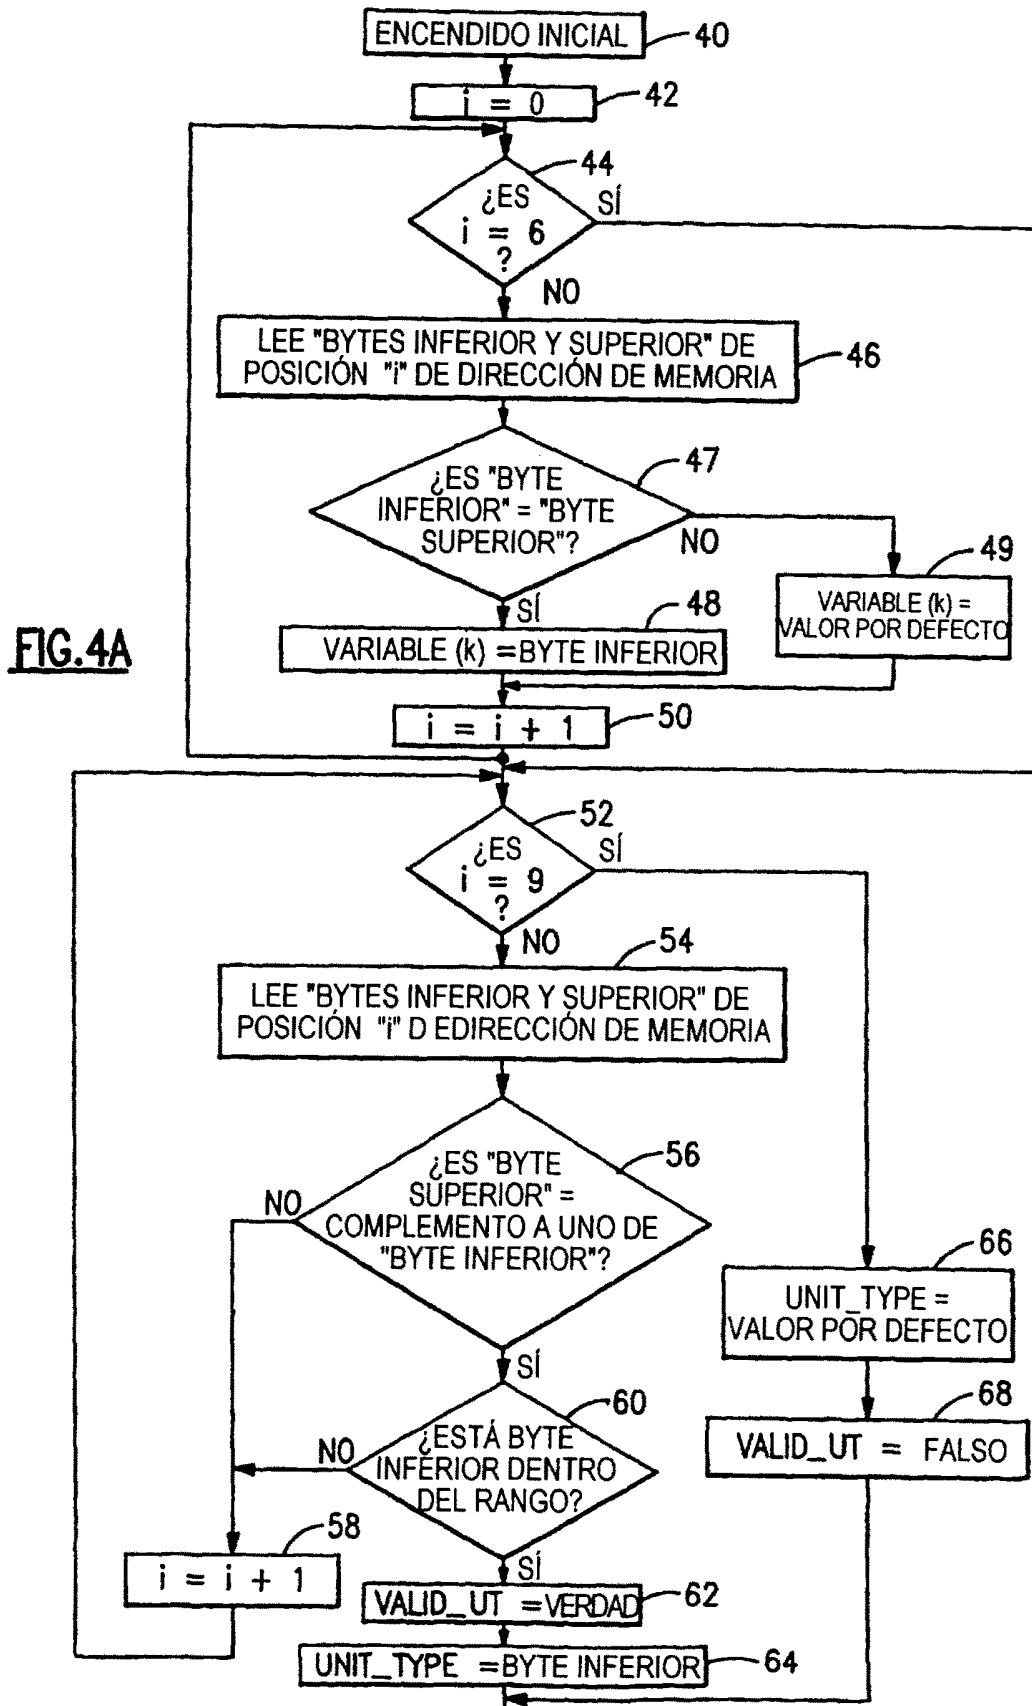 ENCENDIDO INICIAL
40
i = 0
42
44
¿ES
i = 6
?
SÍ
NO
LEE "BYTES INFERIOR Y SUPERIOR" DE
POSICIÓN "i" DE DIRECCIÓN DE MEMORIA
46
47
¿ES "BYTE
INFERIOR" = "BYTE
SUPERIOR"?
NO
SÍ
49
VARIABLE (k) =
VALOR POR DEFECTO
48
VARIABLE (k) = BYTE INFERIOR
FIG.4A
i = i + 1
50
52
¿ES
i = 9
?
SÍ
NO
54
LEE "BYTES INFERIOR Y SUPERIOR" DE
POSICIÓN "i" D EDIRECCIÓN DE MEMORIA
56
¿ES "BYTE
SUPERIOR" =
COMPLEMENTO A UNO DE
"BYTE INFERIOR"?
NO
SÍ
66
UNIT_TYPE =
VALOR POR DEFECTO
60
¿ESTÁ BYTE
INFERIOR DENTRO
DEL RANGO?
NO
SÍ
68
VALID_UT = FALSO
58
i = i + 1
VALID_UT =VERDAD
62
UNIT_TYPE =BYTE INFERIOR
64